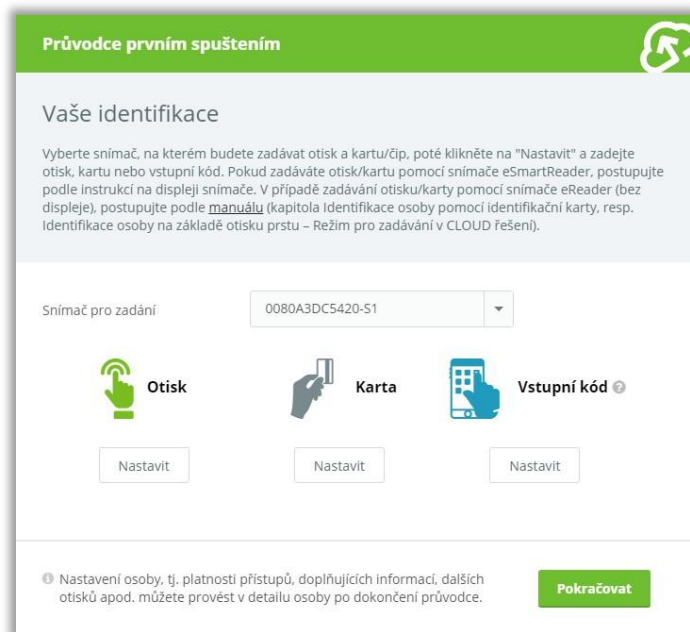 Průvodce prvním spuštěním
Vaše identifikace
Vyberte snímač, na kterém budete zadávat otisk a kartu/čip, poté klikněte na "Nastavit" a zadejte
otisk, kartu nebo vstupní kód. Pokud zadáváte otisk/kartu pomocí snímače eSmartReader, postupujte
podle instrukcí na displeji snímače. V případě zadávání otisku/karty pomocí snímače eReader (bez
displeje), postupujte podle manuálu (kapitola Identifikace osoby pomocí identifikační karty, resp.
Identifikace osoby na základě otisku prstu – Režim pro zadávání v CLOUD řešení).
Snímač pro zadání 0080A3DC5420-S1
Otisk Karta Vstupní kód
Nastavit Nastavit Nastavit
Nastavení osoby, tj. platnosti přístupů, doplňujících informací, dalších
otisků apod. můžete provést v detailu osoby po dokončení průvodce.
Pokračovat